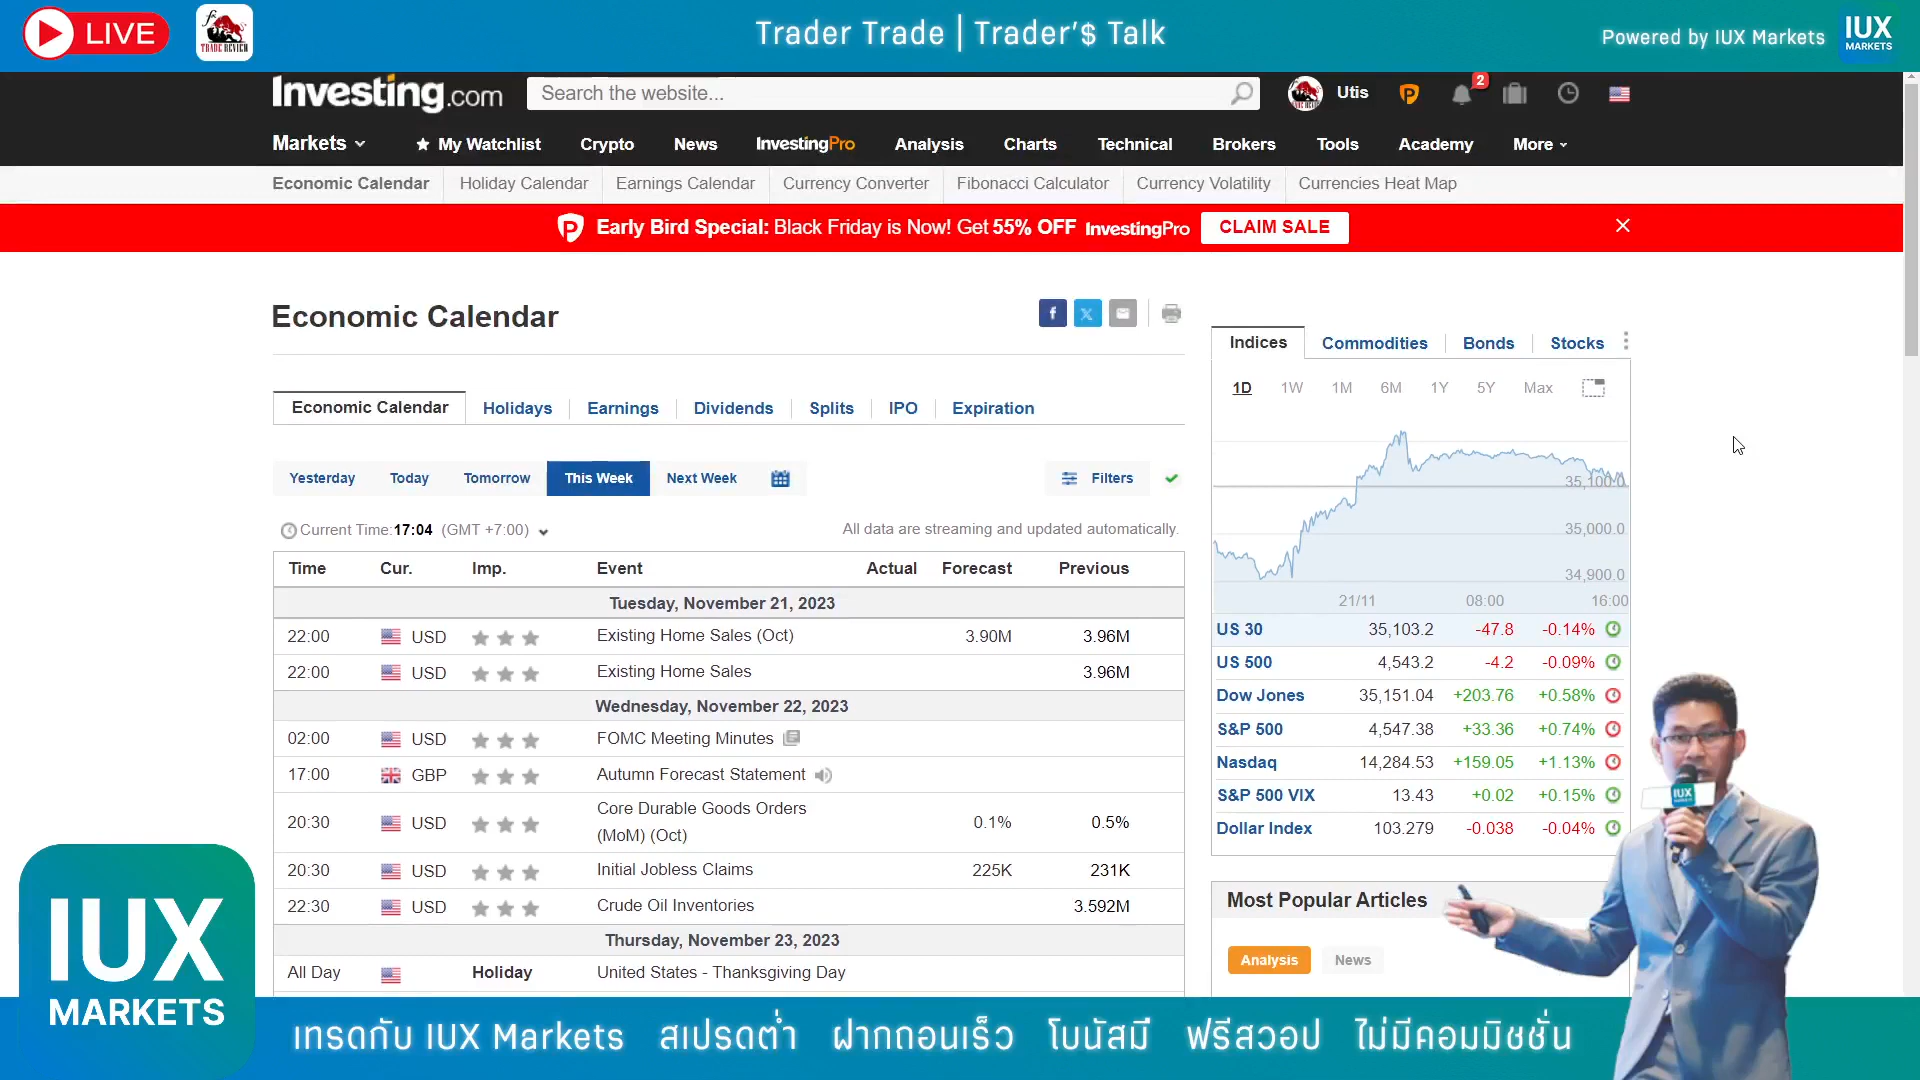 LIVE
TRADE REVIEW
Trader Trade | Trader'$ Talk
Powered by IUX Markets
IUX
MARKETS
Investing.com
Search the website...
Utis
2
Markets
My Watchlist
Crypto
News
InvestingPro
Analysis
Charts
Technical
Brokers
Tools
Academy
More
Economic Calendar
Holiday Calendar
Earnings Calendar
Currency Converter
Fibonacci Calculator
Currency Volatility
Currencies Heat Map
Early Bird Special: Black Friday is Now! Get 55% OFF InvestingPro
CLAIM SALE
Economic Calendar
Economic Calendar
Holidays
Earnings
Dividends
Splits
IPO
Expiration
Yesterday
Today
Tomorrow
This Week
Next Week
Filters
Current Time: 17:04 (GMT +7:00)
All data are streaming and updated automatically.
Time Cur. Imp. Event Actual Forecast Previous
Tuesday, November 21, 2023
22:00 USD Existing Home Sales (Oct) 3.90M 3.96M
22:00 USD Existing Home Sales 3.96M
Wednesday, November 22, 2023
02:00 USD FOMC Meeting Minutes
17:00 GBP Autumn Forecast Statement
20:30 USD Core Durable Goods Orders
(MoM) (Oct) 0.1% 0.5%
20:30 USD Initial Jobless Claims 225K 231K
22:30 USD Crude Oil Inventories 3.592M
Thursday, November 23, 2023
All Day Holiday United States - Thanksgiving Day
Indices
Commodities
Bonds
Stocks
1D 1W 1M 6M 1Y 5Y Max
35,100.0
35,000.0
34,900.0
21/11 08:00 16:00
US 30 35,103.2 -47.8 -0.14%
US 500 4,543.2 -4.2 -0.09%
Dow Jones 35,151.04 +203.76 +0.58%
S&P 500 4,547.38 +33.36 +0.74%
Nasdaq 14,284.53 +159.05 +1.13%
S&P 500 VIX 13.43 +0.02 +0.15%
Dollar Index 103.279 -0.038 -0.04%
Most Popular Articles
Analysis
News
IUX
IUX
MARKETS
เทรดกับ IUX Markets สเปรดต่ำ ฝากถอนเร็ว โบนัสมี ฟรีสวอป ไม่มีคอมมิชชั่น